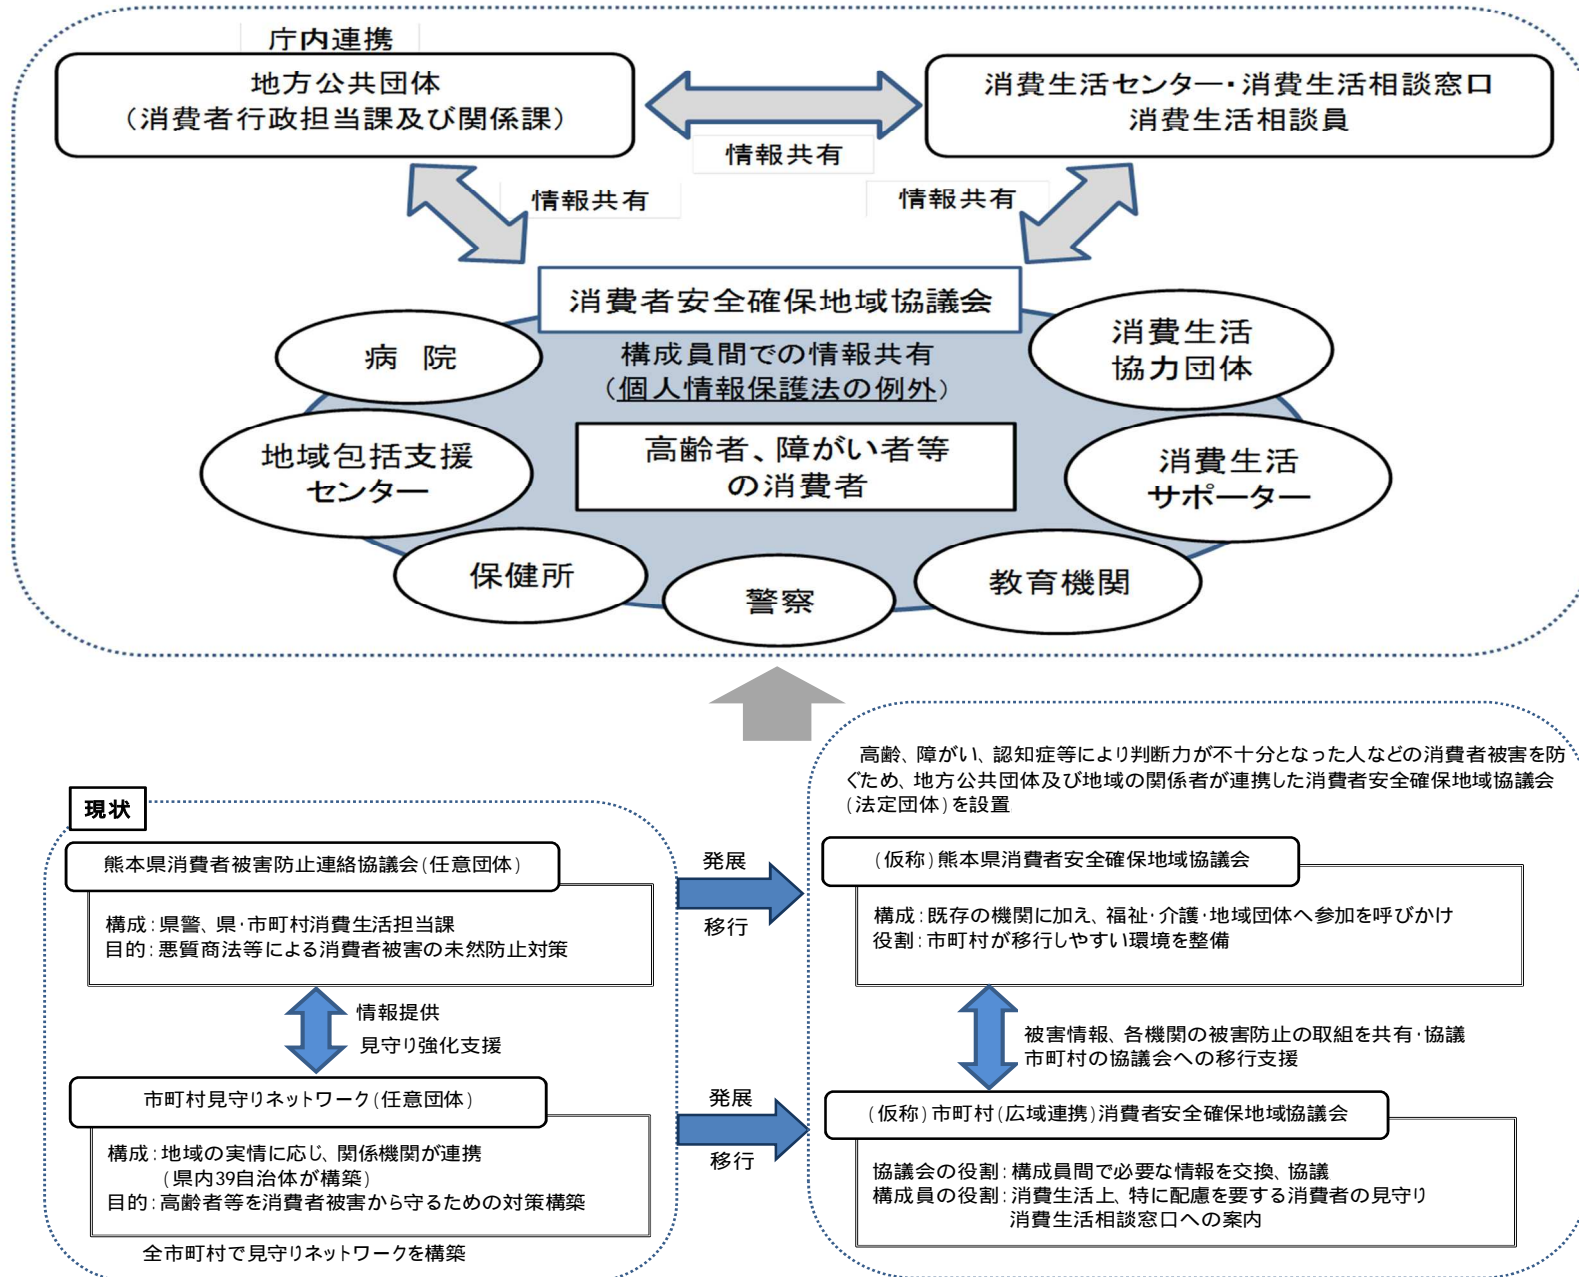 庁内連携
地方公共団体
（消費者行政担当課及び関係課）
消費生活センター・消費生活相談窓口
消費生活相談員
情報共有
情報共有
情報共有
消費者安全確保地域協議会
構成員間での情報共有
（個人情報保護法の例外）
高齢者、障がい者等
の消費者
病 院
地域包括支援
センター
保健所
警察
教育機関
消費生活
サポーター
消費生活
協力団体
現状
熊本県消費者被害防止連絡協議会(任意団体)
構成：県警、県・市町村消費生活担当課
目的：悪質商法等による消費者被害の未然防止対策
情報提供
見守り強化支援
市町村見守りネットワーク(任意団体)
構成：地域の実情に応じ、関係機関が連携
(県内39自治体が構築)
目的：高齢者等を消費者被害から守るための対策構築
全市町村で見守りネットワークを構築
発展
移行
発展
移行
高齢、障がい、認知症等により判断力が不十分となった人などの消費者被害を防
ぐため、地方公共団体及び地域の関係者が連携した消費者安全確保地域協議会
(法定団体)を設置
(仮称)熊本県消費者安全確保地域協議会
構成：既存の機関に加え、福祉・介護・地域団体へ参加を呼びかけ
役割：市町村が移行しやすい環境を整備
被害情報、各機関の被害防止の取組を共有・協議
市町村の協議会への移行支援
(仮称)市町村(広域連携)消費者安全確保地域協議会
協議会の役割：構成員間で必要な情報を交換、協議
構成員の役割：消費生活上、特に配慮を要する消費者の見守り
消費生活相談窓口への案内